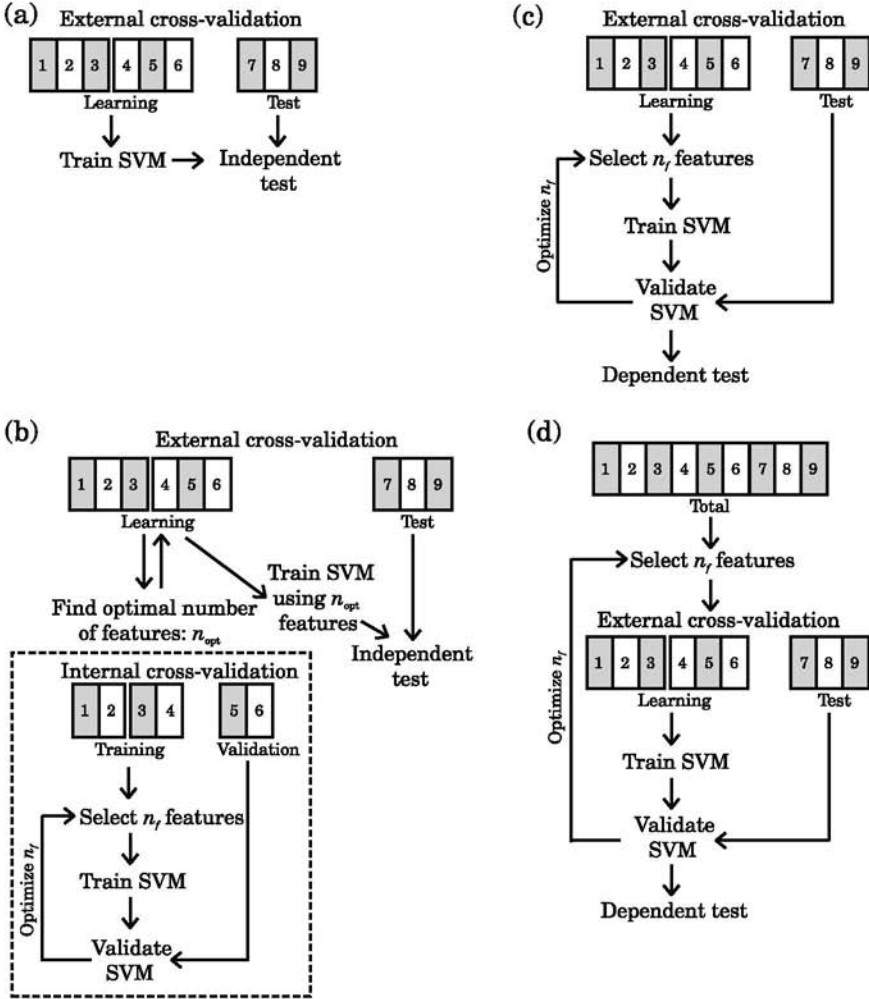 (a)
External cross-validation
1 2 3 4 5 6 7 8 9
Learning Test
Train SVM Independent
test
(b)
External cross-validation
1 2 3 4 5 6 7 8 9
Learning Test
Train SVM
using n_opt
features
Find optimal number
of features: n_opt
Independent
test
Internal cross-validation
1 2 3 4 5 6
Training Validation
Select n_f features
Optimize n_f
Train SVM
Validate
SVM
(c)
External cross-validation
1 2 3 4 5 6 7 8 9
Learning Test
Select n_f features
Optimize n_f
Train SVM
Validate
SVM
Dependent test
(d)
1 2 3 4 5 6 7 8 9
Total
Select n_f features
External cross-validation
1 2 3 4 5 6 7 8 9
Learning Test
Optimize n_f
Train SVM
Validate
SVM
Dependent test